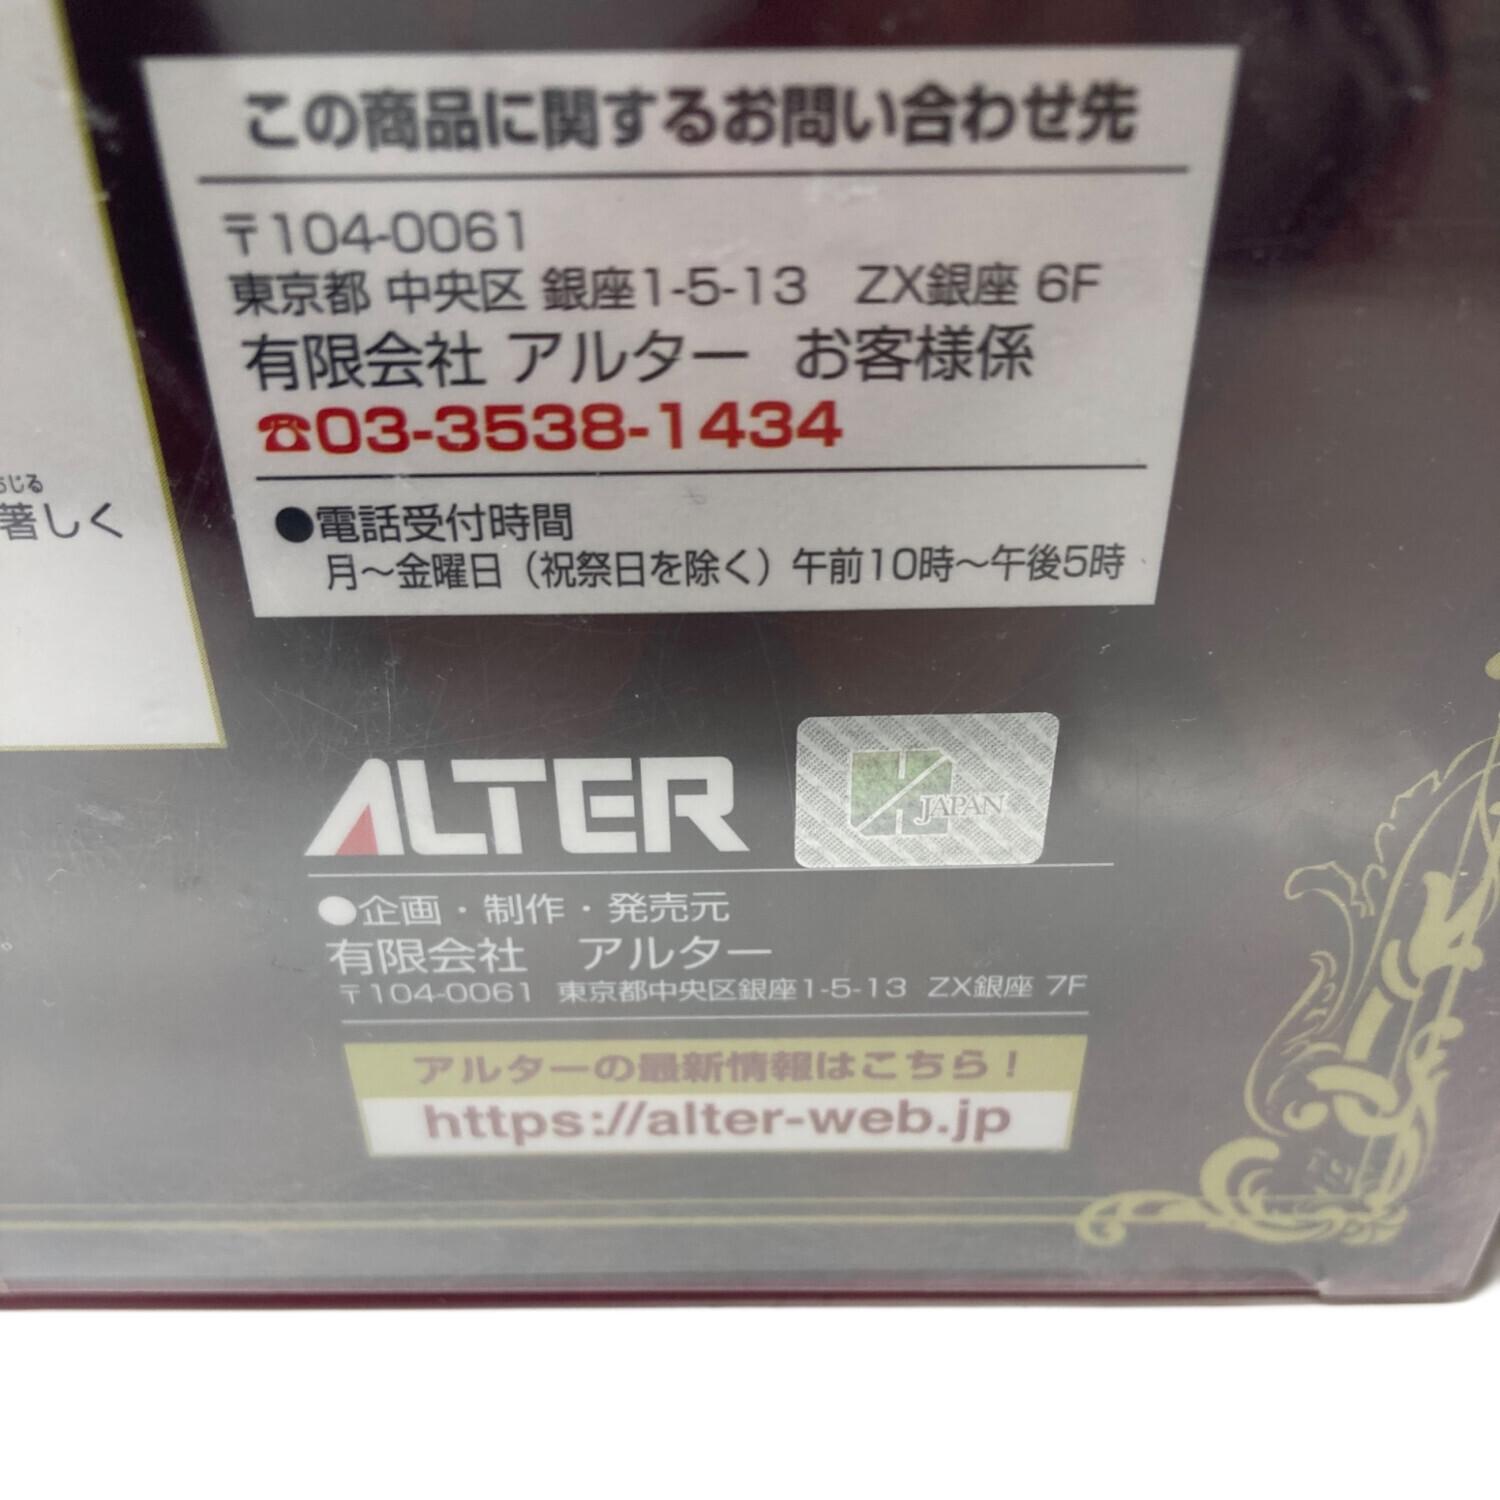 この商品に関するお問い合わせ先
〒104-0061
東京都 中央区 銀座1-5-13　ZX銀座 6F
有限会社 アルター　お客様係
☎03-3538-1434
●電話受付時間
月～金曜日（祝祭日を除く）午前10時～午後5時
じる
著しく
ALTER
JAPAN
●企画・制作・発売元
有限会社　アルター
〒104-0061　東京都中央区銀座1-5-13　ZX銀座 7F
アルターの最新情報はこちら！
https://alter-web.jp